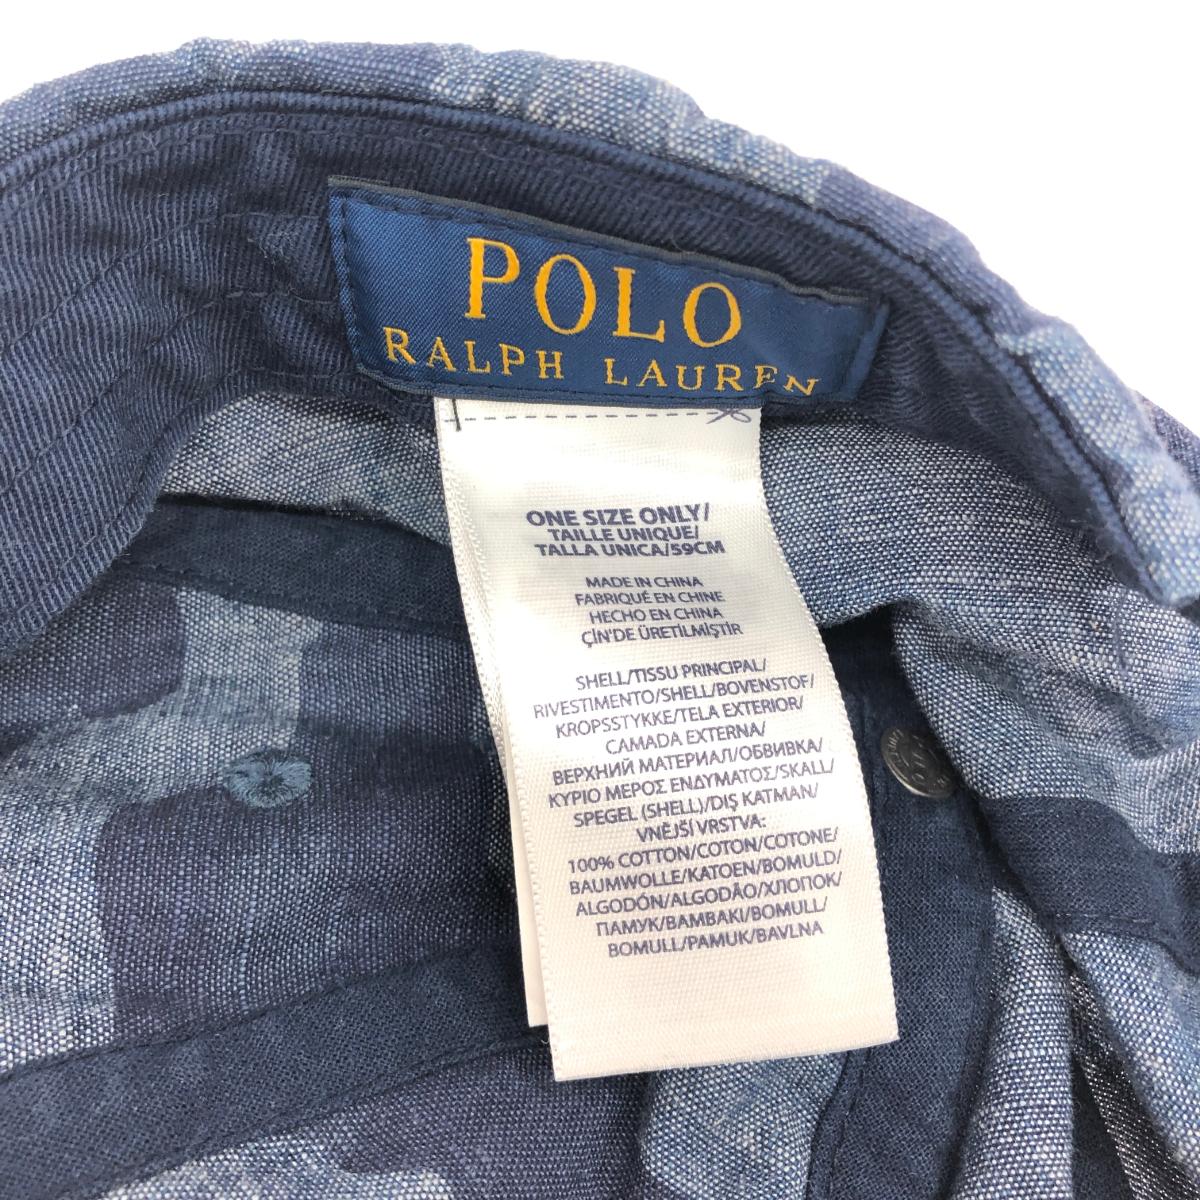 POLO
RALPH LAUREN
ONE SIZE ONLY/
TAILLE UNIQUE/
TALLA UNICA/59CM
MADE IN CHINA
FABRIQUÉ EN CHINE
HECHO EN CHINA
ÇİN'DE ÜRETİLMİŞTİR
SHELL/TISSU PRINCIPAL/
RIVESTIMENTO/SHELL/BOVENSTOF/
KROPSSTYKKE/TELA EXTERIOR/
CAMADA EXTERNA/
ВЕРХНИЙ МАТЕРИАЛ/ОБВИВКА/
ΚΥΡΙΟ ΜΕΡΟΣ ΕΝΔΥΜΑΤΟΣ/SKALL/
SPEGEL (SHELL)/DIŞ KATMAN/
VNĚJŠÍ VRSTVA:
100% COTTON/COTON/COTONE/
BAUMWOLLE/KATOEN/BOMULD/
ALGODÓN/ALGODÃO/ХЛОПОК/
ПАМУК/ΒΑΜΒΑΚΙ/BOMULL/
BOMULL/PAMUK/BAVLNA